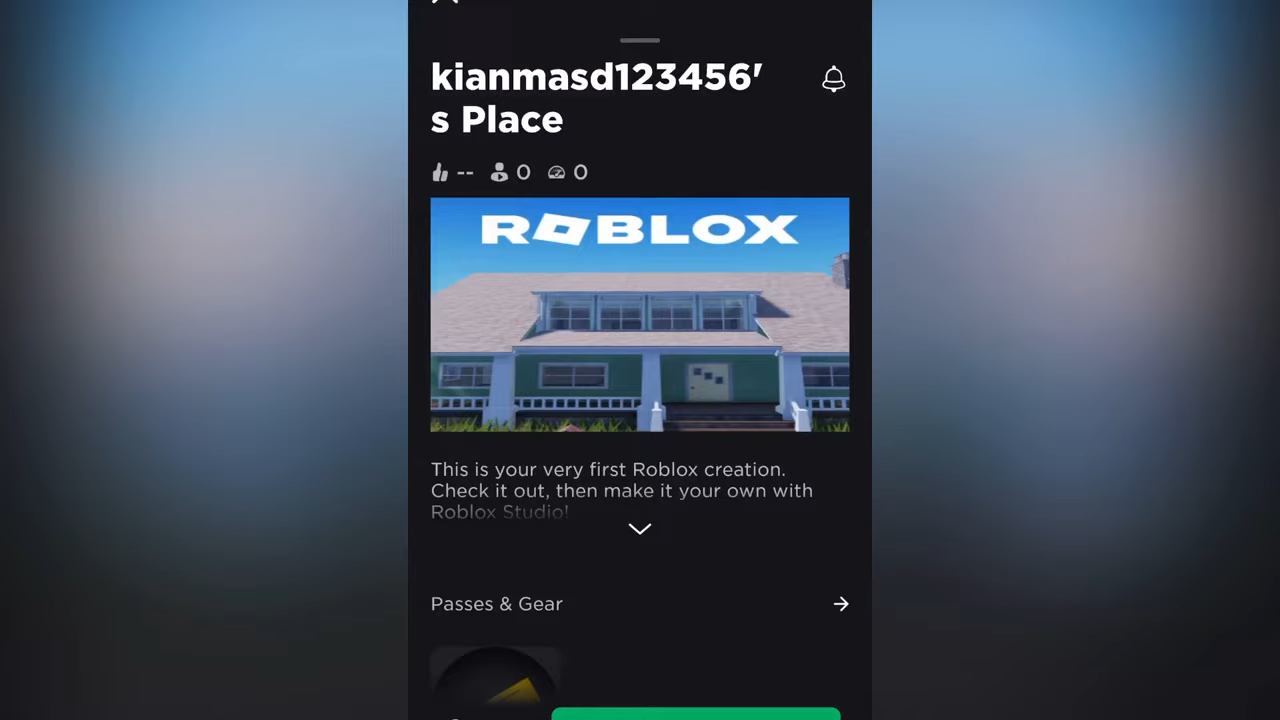 kianmasd123456'
s Place
-- 0 0
ROBLOX
This is your very first Roblox creation.
Check it out, then make it your own with
Roblox Studio!
Passes & Gear